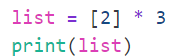 list = [2] * 3
print(list)